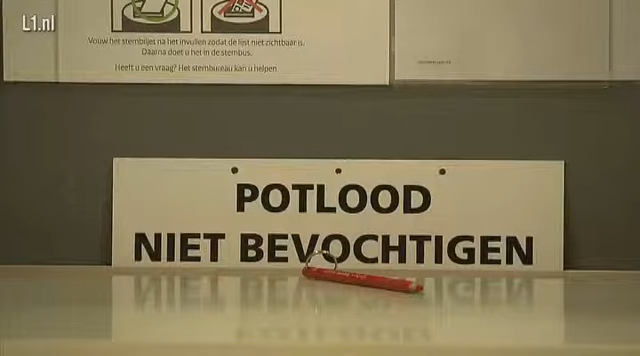 L1.nl
Vouw het stembiljet na het invullen zodat de lijst niet zichtbaar is.
Daarna doet u het in de stembus.
Heeft u een vraag? Het stembureau kan u helpen.
POTLOOD
NIET BEVOCHTIGEN